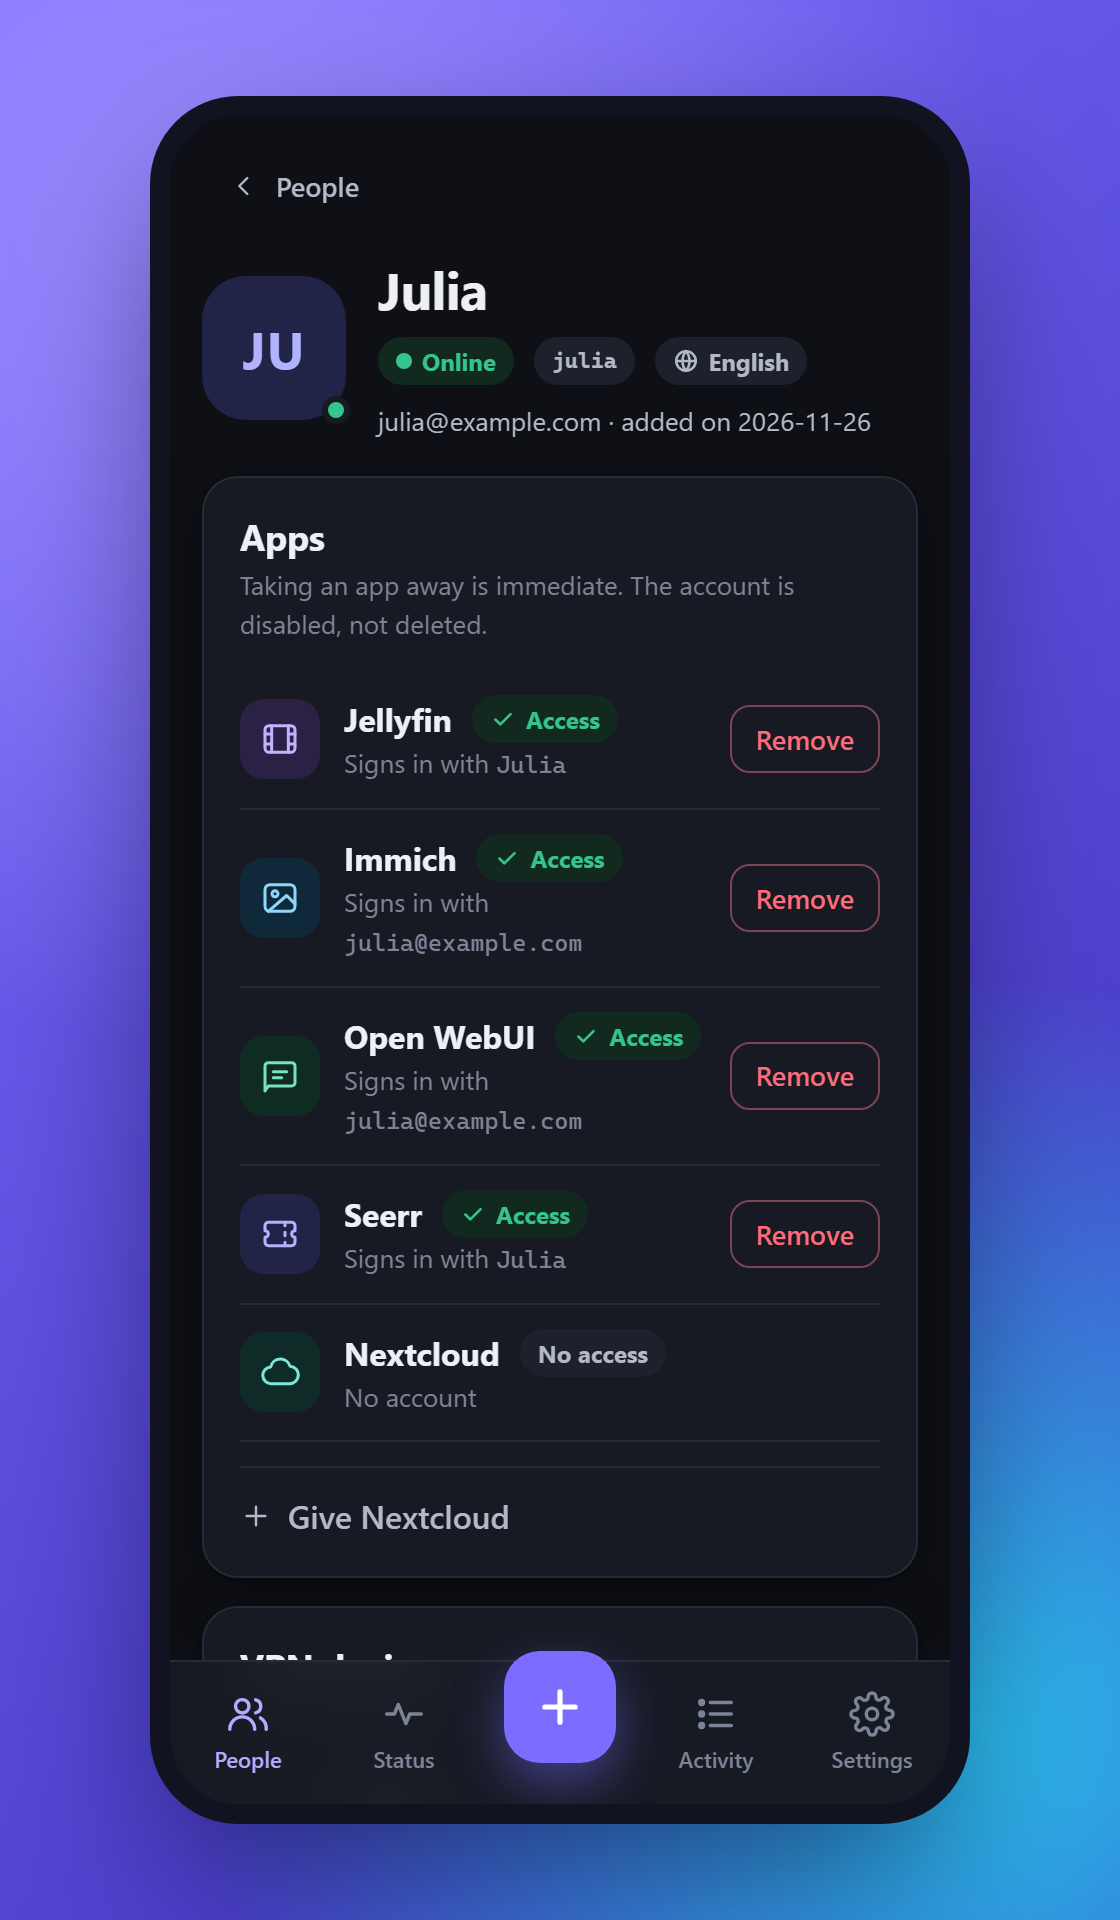 People
JU
Julia
Online
julia
English
julia@example.com · added on 2026-11-26
Apps
Taking an app away is immediate. The account is
disabled, not deleted.
Jellyfin
Access
Signs in with Julia
Remove
Immich
Access
Signs in with
julia@example.com
Remove
Open WebUI
Access
Signs in with
julia@example.com
Remove
Seerr
Access
Signs in with Julia
Remove
Nextcloud
No access
No account
Give Nextcloud
VPN
People
Status
Activity
Settings